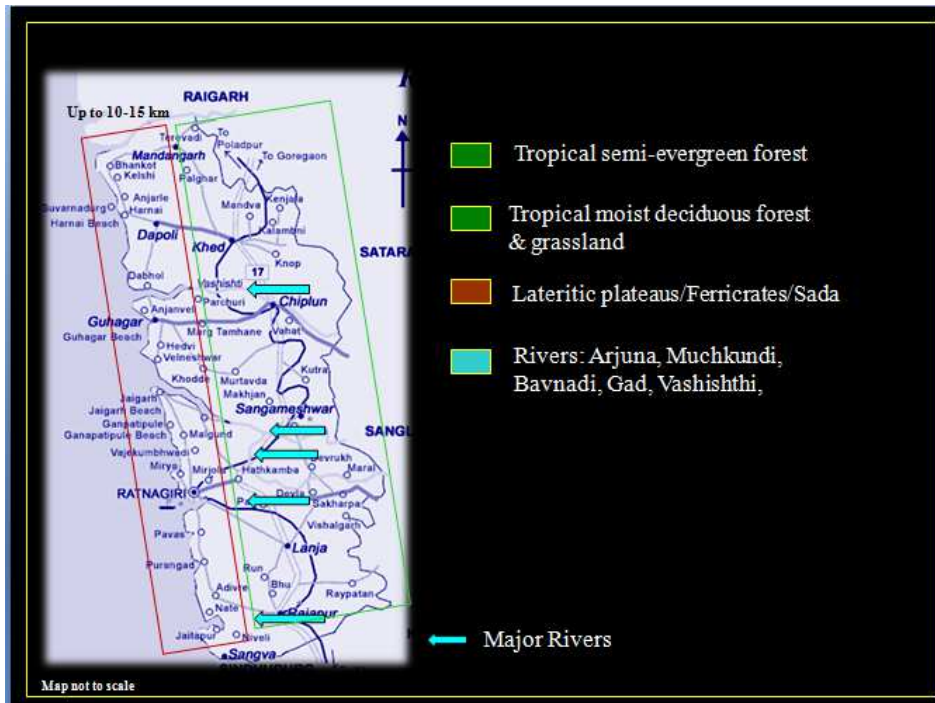 RAIGARH
Up to 10-15 km
N
Terevadi
To
Poladpur
To Goregaon
Mandangarh
Bhankot
Kelshi
Palghar
Anjarle
Mandva
Kenjala
Suvarnadurg
Harnai
Harnai Beach
Kalambni
Dapoli
Khed
SATARA
Knop
17
Dabhol
Vashishti
Parchuri
Chiplun
Anjanvel
Guhagar
Guhagar Beach
Marg Tamhane
Vahat
Hedvi
Velneshwar
Khodde
Kutra
Murtavda
Makhjan
Jaigarh
Jaigarh Beach
Sangameshwar
Ganpatipule
Ganapatipule Beach
Malgund
SANGL
Vajekumbhwadi
Devrukh
Mirya
Mirjole
Hathkamba
Maral
RATNAGIRI
Devla
Sakharpa
Vishalgarh
Pavas
Lanja
Purangad
Run
Bhu
Adivre
Raypatan
Nate
Rajapur
Jaitapur
Niveli
Sangva
Tropical semi-evergreen forest
Tropical moist deciduous forest
& grassland
Lateritic plateaus/Ferricrates/Sada
Rivers: Arjuna, Muchkundi,
Bavnadi, Gad, Vashishthi,
Major Rivers
Map not to scale